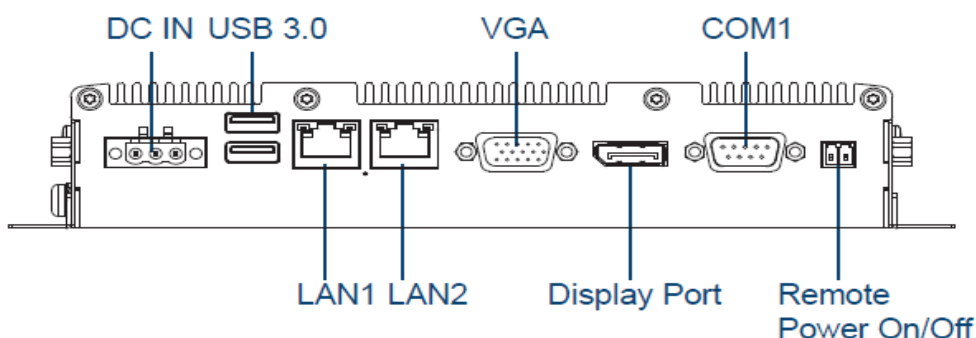 DC IN USB 3.0 VGA COM1
LAN1 LAN2 Display Port Remote
Power On/Off